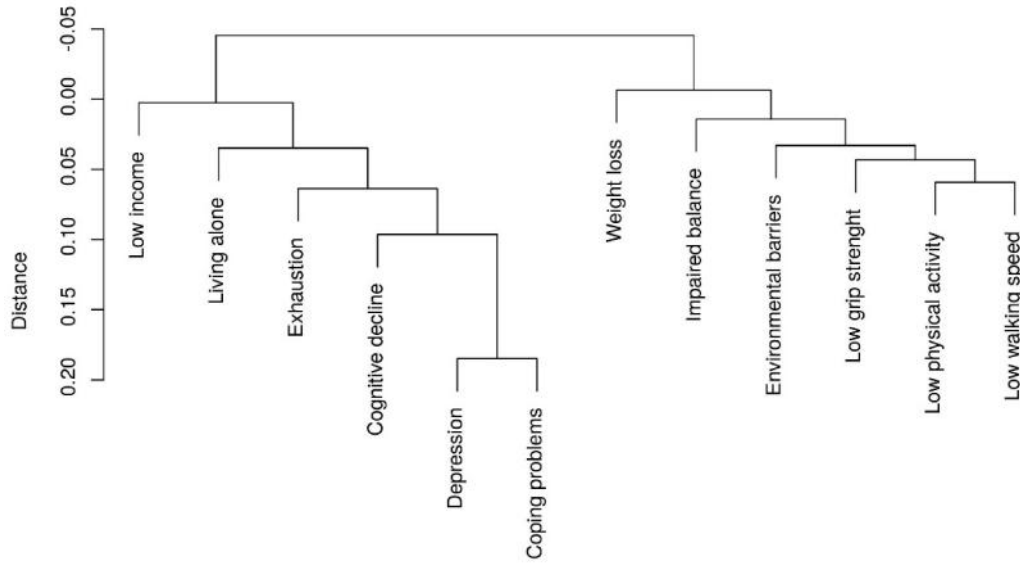 Distance
-0.05
0.00
0.05
0.10
0.15
0.20
Low income
Living alone
Exhaustion
Cognitive decline
Depression
Coping problems
Weight loss
Impaired balance
Environmental barriers
Low grip strenght
Low physical activity
Low walking speed